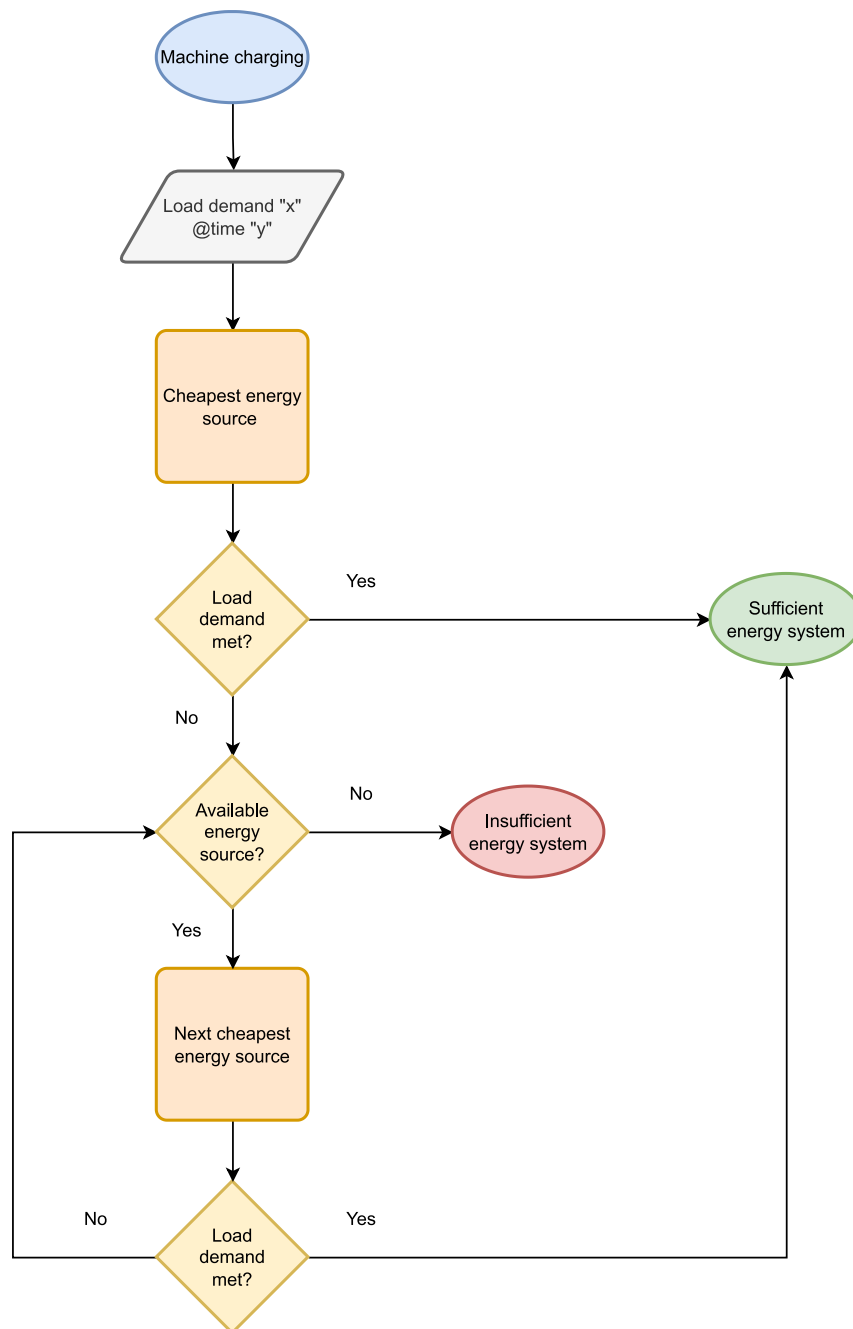 Machine charging
Load demand "x"
@time "y"
Cheapest energy
source
Load
demand
met?
Yes
Sufficient
energy system
No
Available
energy
source?
No
Insufficient
energy system
Yes
Next cheapest
energy source
Load
demand
met?
No
Yes